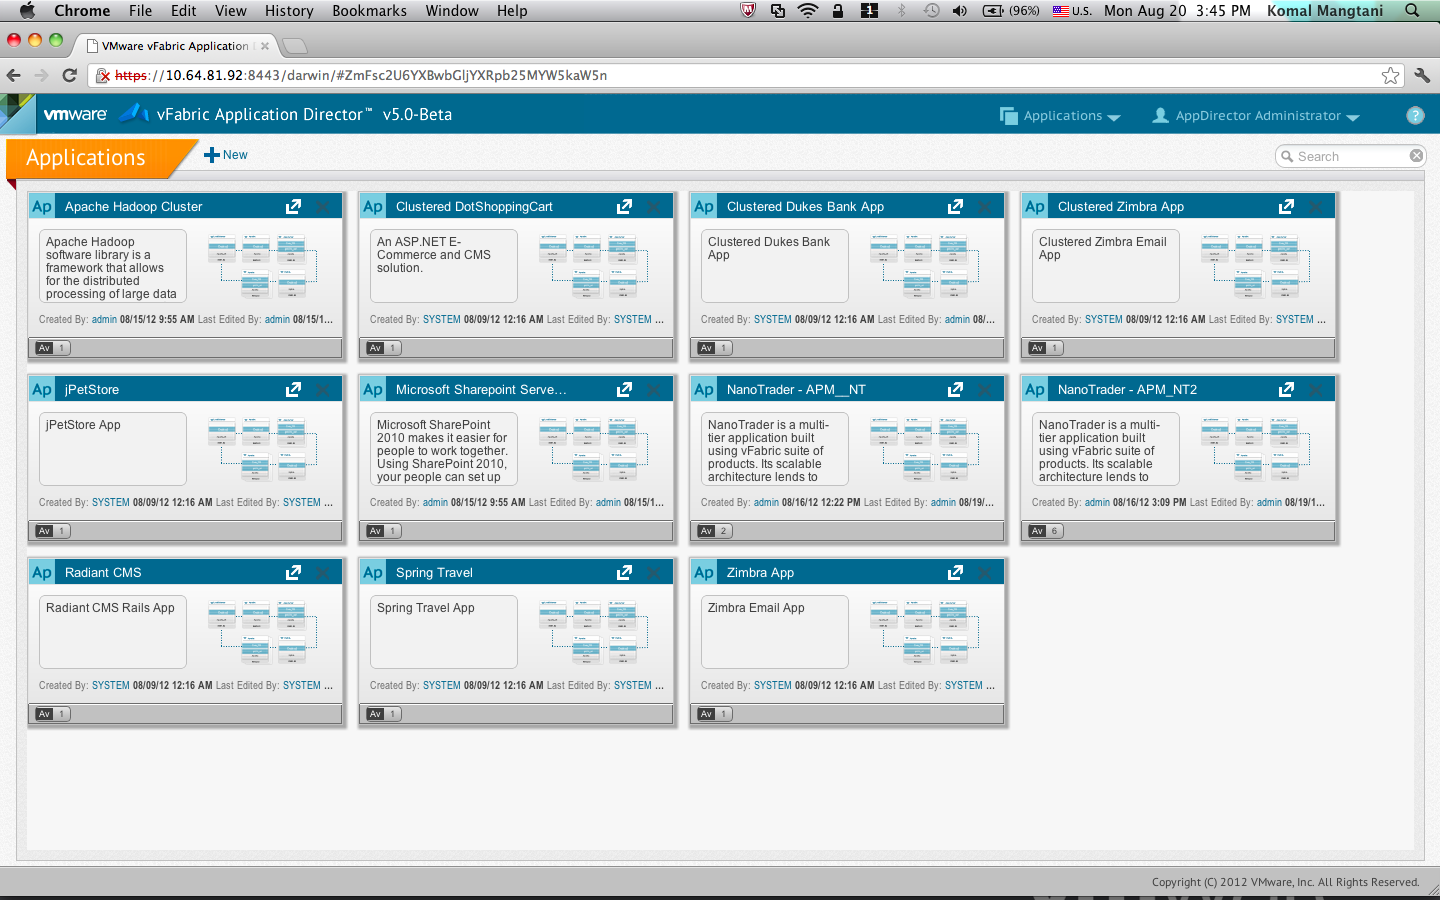 Chrome File Edit View History Bookmarks Window Help (96%) U.S. Mon Aug 20 3:45 PM Komal Mangtani
VMware vFabric Application
https://10.64.81.92:8443/darwin/#ZmFsc2U6YXBwbGljYXRpb25MYW5kaW5n
vmware vFabric Application Director™ v5.0-Beta Applications AppDirector Administrator ?
Applications New Search
Ap Apache Hadoop Cluster
Apache Hadoop
software library is a
framework that allows
for the distributed
processing of large data
Created By: admin 08/15/12 9:55 AM Last Edited By: admin 08/15/1...
Av 1
Ap Clustered DotShoppingCart
An ASP.NET E-
Commerce and CMS
solution.
Created By: SYSTEM 08/09/12 12:16 AM Last Edited By: SYSTEM ...
Av 1
Ap Clustered Dukes Bank App
Clustered Dukes Bank
App
Created By: SYSTEM 08/09/12 12:16 AM Last Edited By: admin 08/...
Av 1
Ap Clustered Zimbra App
Clustered Zimbra Email
App
Created By: SYSTEM 08/09/12 12:16 AM Last Edited By: SYSTEM ...
Av 1
Ap jPetStore
jPetStore App
Created By: SYSTEM 08/09/12 12:16 AM Last Edited By: SYSTEM ...
Av 1
Ap Microsoft Sharepoint Serve...
Microsoft SharePoint
2010 makes it easier for
people to work together.
Using SharePoint 2010,
your people can set up
Created By: admin 08/15/12 9:55 AM Last Edited By: admin 08/15/1...
Av 1
Ap NanoTrader - APM__NT
NanoTrader is a multi-
tier application built
using vFabric suite of
products. Its scalable
architecture lends to
Created By: admin 08/16/12 12:22 PM Last Edited By: admin 08/19/...
Av 2
Ap NanoTrader - APM_NT2
NanoTrader is a multi-
tier application built
using vFabric suite of
products. Its scalable
architecture lends to
Created By: admin 08/16/12 3:09 PM Last Edited By: admin 08/19/1...
Av 6
Ap Radiant CMS
Radiant CMS Rails App
Created By: SYSTEM 08/09/12 12:16 AM Last Edited By: SYSTEM ...
Av 1
Ap Spring Travel
Spring Travel App
Created By: SYSTEM 08/09/12 12:16 AM Last Edited By: SYSTEM ...
Av 1
Ap Zimbra App
Zimbra Email App
Created By: SYSTEM 08/09/12 12:16 AM Last Edited By: SYSTEM ...
Av 1
Copyright (C) 2012 VMware, Inc. All Rights Reserved.